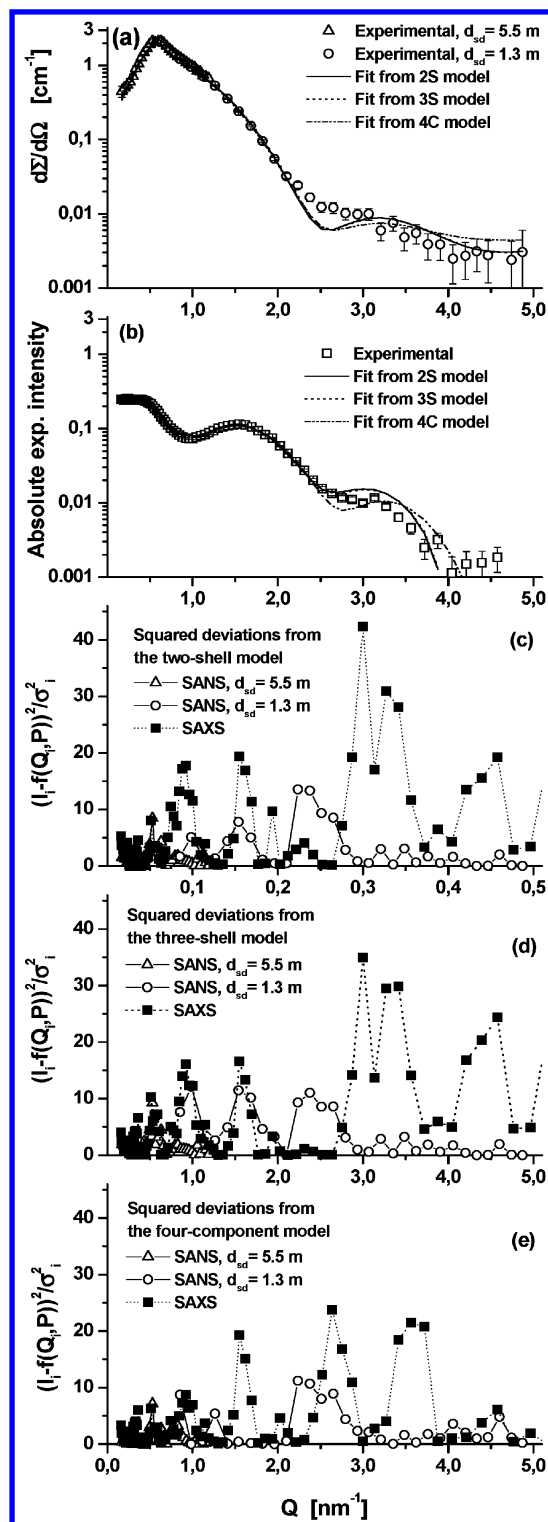 (a)
Experimental, d_sd = 5.5 m
Experimental, d_sd = 1.3 m
Fit from 2S model
Fit from 3S model
Fit from 4C model
dΣ/dΩ [cm⁻¹]
3
1
0,1
0,01
0.001
1,0 2,0 3,0 4,0 5,0
(b)
Experimental
Fit from 2S model
Fit from 3S model
Fit from 4C model
Absolute exp. intensity
3
1
0,1
0,01
0.001
1,0 2,0 3,0 4,0 5,0
(c)
Squared deviations from
the two-shell model
SANS, d_sd = 5.5 m
SANS, d_sd = 1.3 m
SAXS
(I_i-f(Q_i,P))²/σ²_i
40
30
20
10
0
0,1 0,2 0,3 0,4 0,5
(d)
Squared deviations from
the three-shell model
SANS, d_sd = 5.5 m
SANS, d_sd = 1.3 m
SAXS
(I_i-f(Q_i,P))²/σ²_i
40
30
20
10
0
1,0 2,0 3,0 4,0 5,0
(e)
Squared deviations from
the four-component model
SANS, d_sd = 5.5 m
SANS, d_sd = 1.3 m
SAXS
(I_i-f(Q_i,P))²/σ²_i
40
30
20
10
0
0,0 1,0 2,0 3,0 4,0 5,0
Q [nm⁻¹]